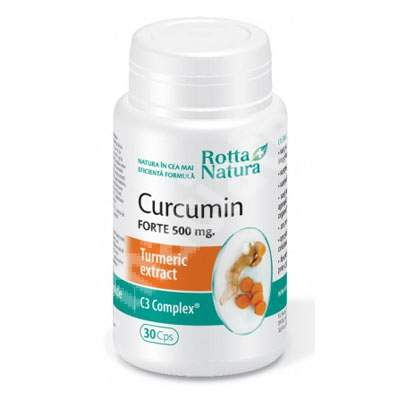 NATURA ÎN CEA MAI
EFICIENTĂ FORMULĂ
Rotta
Natura
Curcumin
FORTE 500 mg.
Turmeric
extract
C3 Complex®
30 Cps